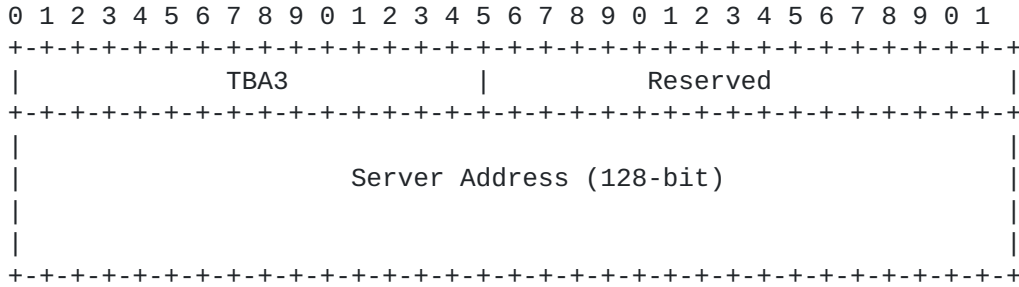 0 1 2 3 4 5 6 7 8 9 0 1 2 3 4 5 6 7 8 9 0 1 2 3 4 5 6 7 8 9 0 1
+-+-+-+-+-+-+-+-+-+-+-+-+-+-+-+-+-+-+-+-+-+-+-+-+-+-+-+-+-+-+-+-+
|             TBA3            |          Reserved               |
+-+-+-+-+-+-+-+-+-+-+-+-+-+-+-+-+-+-+-+-+-+-+-+-+-+-+-+-+-+-+-+-+
|                                                               |
|                     Server Address (128-bit)                  |
|                                                               |
|                                                               |
+-+-+-+-+-+-+-+-+-+-+-+-+-+-+-+-+-+-+-+-+-+-+-+-+-+-+-+-+-+-+-+-+